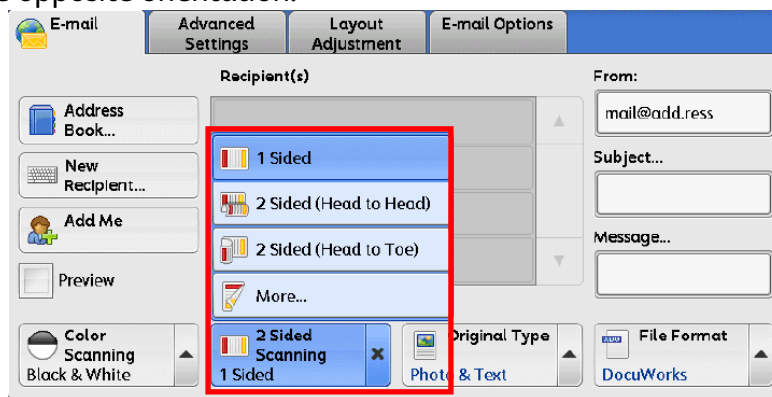 opposite orientation.
E-mail
Advanced
Settings
Layout
Adjustment
E-mail Options
Recipient(s)
From:
Address
Book...
mail@add.ress
1 Sided
Subject...
New
Recipient...
2 Sided (Head to Head)
Add Me
2 Sided (Head to Toe)
Message...
Preview
More...
Color
Scanning
Black & White
2 Sided
Scanning
1 Sided
Original Type
Photo & Text
File Format
DocuWorks